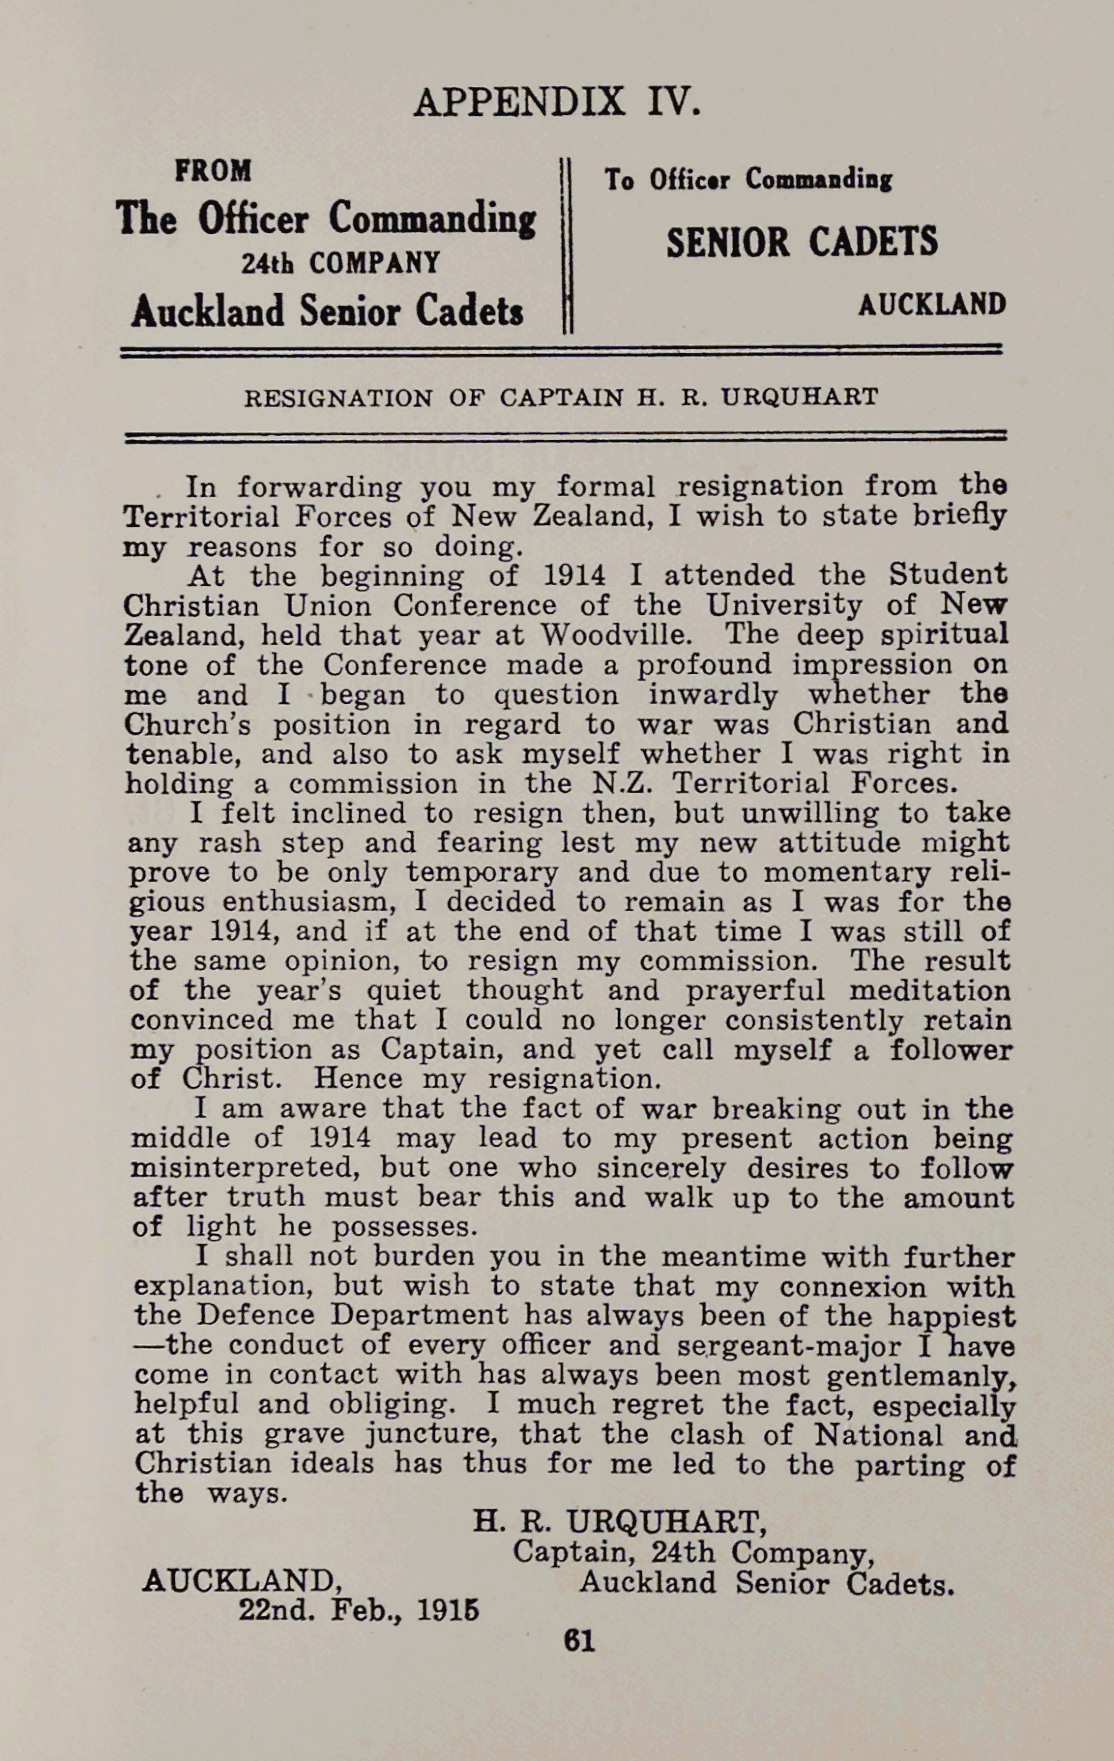 APPENDIX IV.
FROM
The Officer Commanding
24th COMPANY
Auckland Senior Cadets
To Officer Commanding
SENIOR CADETS
AUCKLAND
RESIGNATION OF CAPTAIN H. R. URQUHART
In forwarding you my formal resignation from the
Territorial Forces of New Zealand, I wish to state briefly
my reasons for so doing.
At the beginning of 1914 I attended the Student
Christian Union Conference of the University of New
Zealand, held that year at Woodville. The deep spiritual
tone of the Conference made a profound impression on
me and I began to question inwardly whether the
Church's position in regard to war was Christian and
tenable, and also to ask myself whether I was right in
holding a commission in the N.Z. Territorial Forces.
I felt inclined to resign then, but unwilling to take
any rash step and fearing lest my new attitude might
prove to be only temporary and due to momentary reli-
gious enthusiasm, I decided to remain as I was for the
year 1914, and if at the end of that time I was still of
the same opinion, to resign my commission. The result
of the year's quiet thought and prayerful meditation
convinced me that I could no longer consistently retain
my position as Captain, and yet call myself a follower
of Christ. Hence my resignation.
I am aware that the fact of war breaking out in the
middle of 1914 may lead to my present action being
misinterpreted, but one who sincerely desires to follow
after truth must bear this and walk up to the amount
of light he possesses.
I shall not burden you in the meantime with further
explanation, but wish to state that my connexion with
the Defence Department has always been of the happiest
—the conduct of every officer and sergeant-major I have
come in contact with has always been most gentlemanly,
helpful and obliging. I much regret the fact, especially
at this grave juncture, that the clash of National and
Christian ideals has thus for me led to the parting of
the ways.
H. R. URQUHART,
Captain, 24th Company,
Auckland Senior Cadets.
AUCKLAND,
22nd. Feb., 1915
61